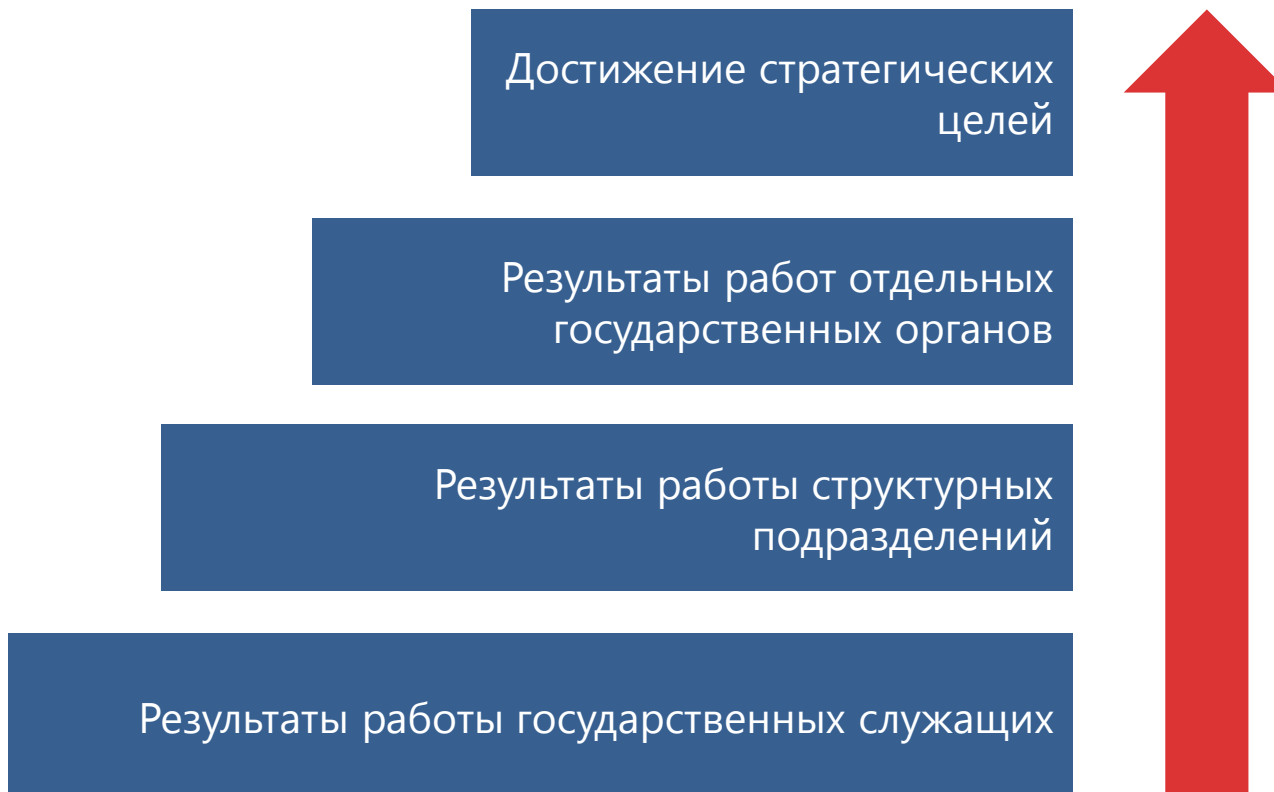 Достижение стратегических
целей
Результаты работ отдельных
государственных органов
Результаты работы структурных
подразделений
Результаты работы государственных служащих